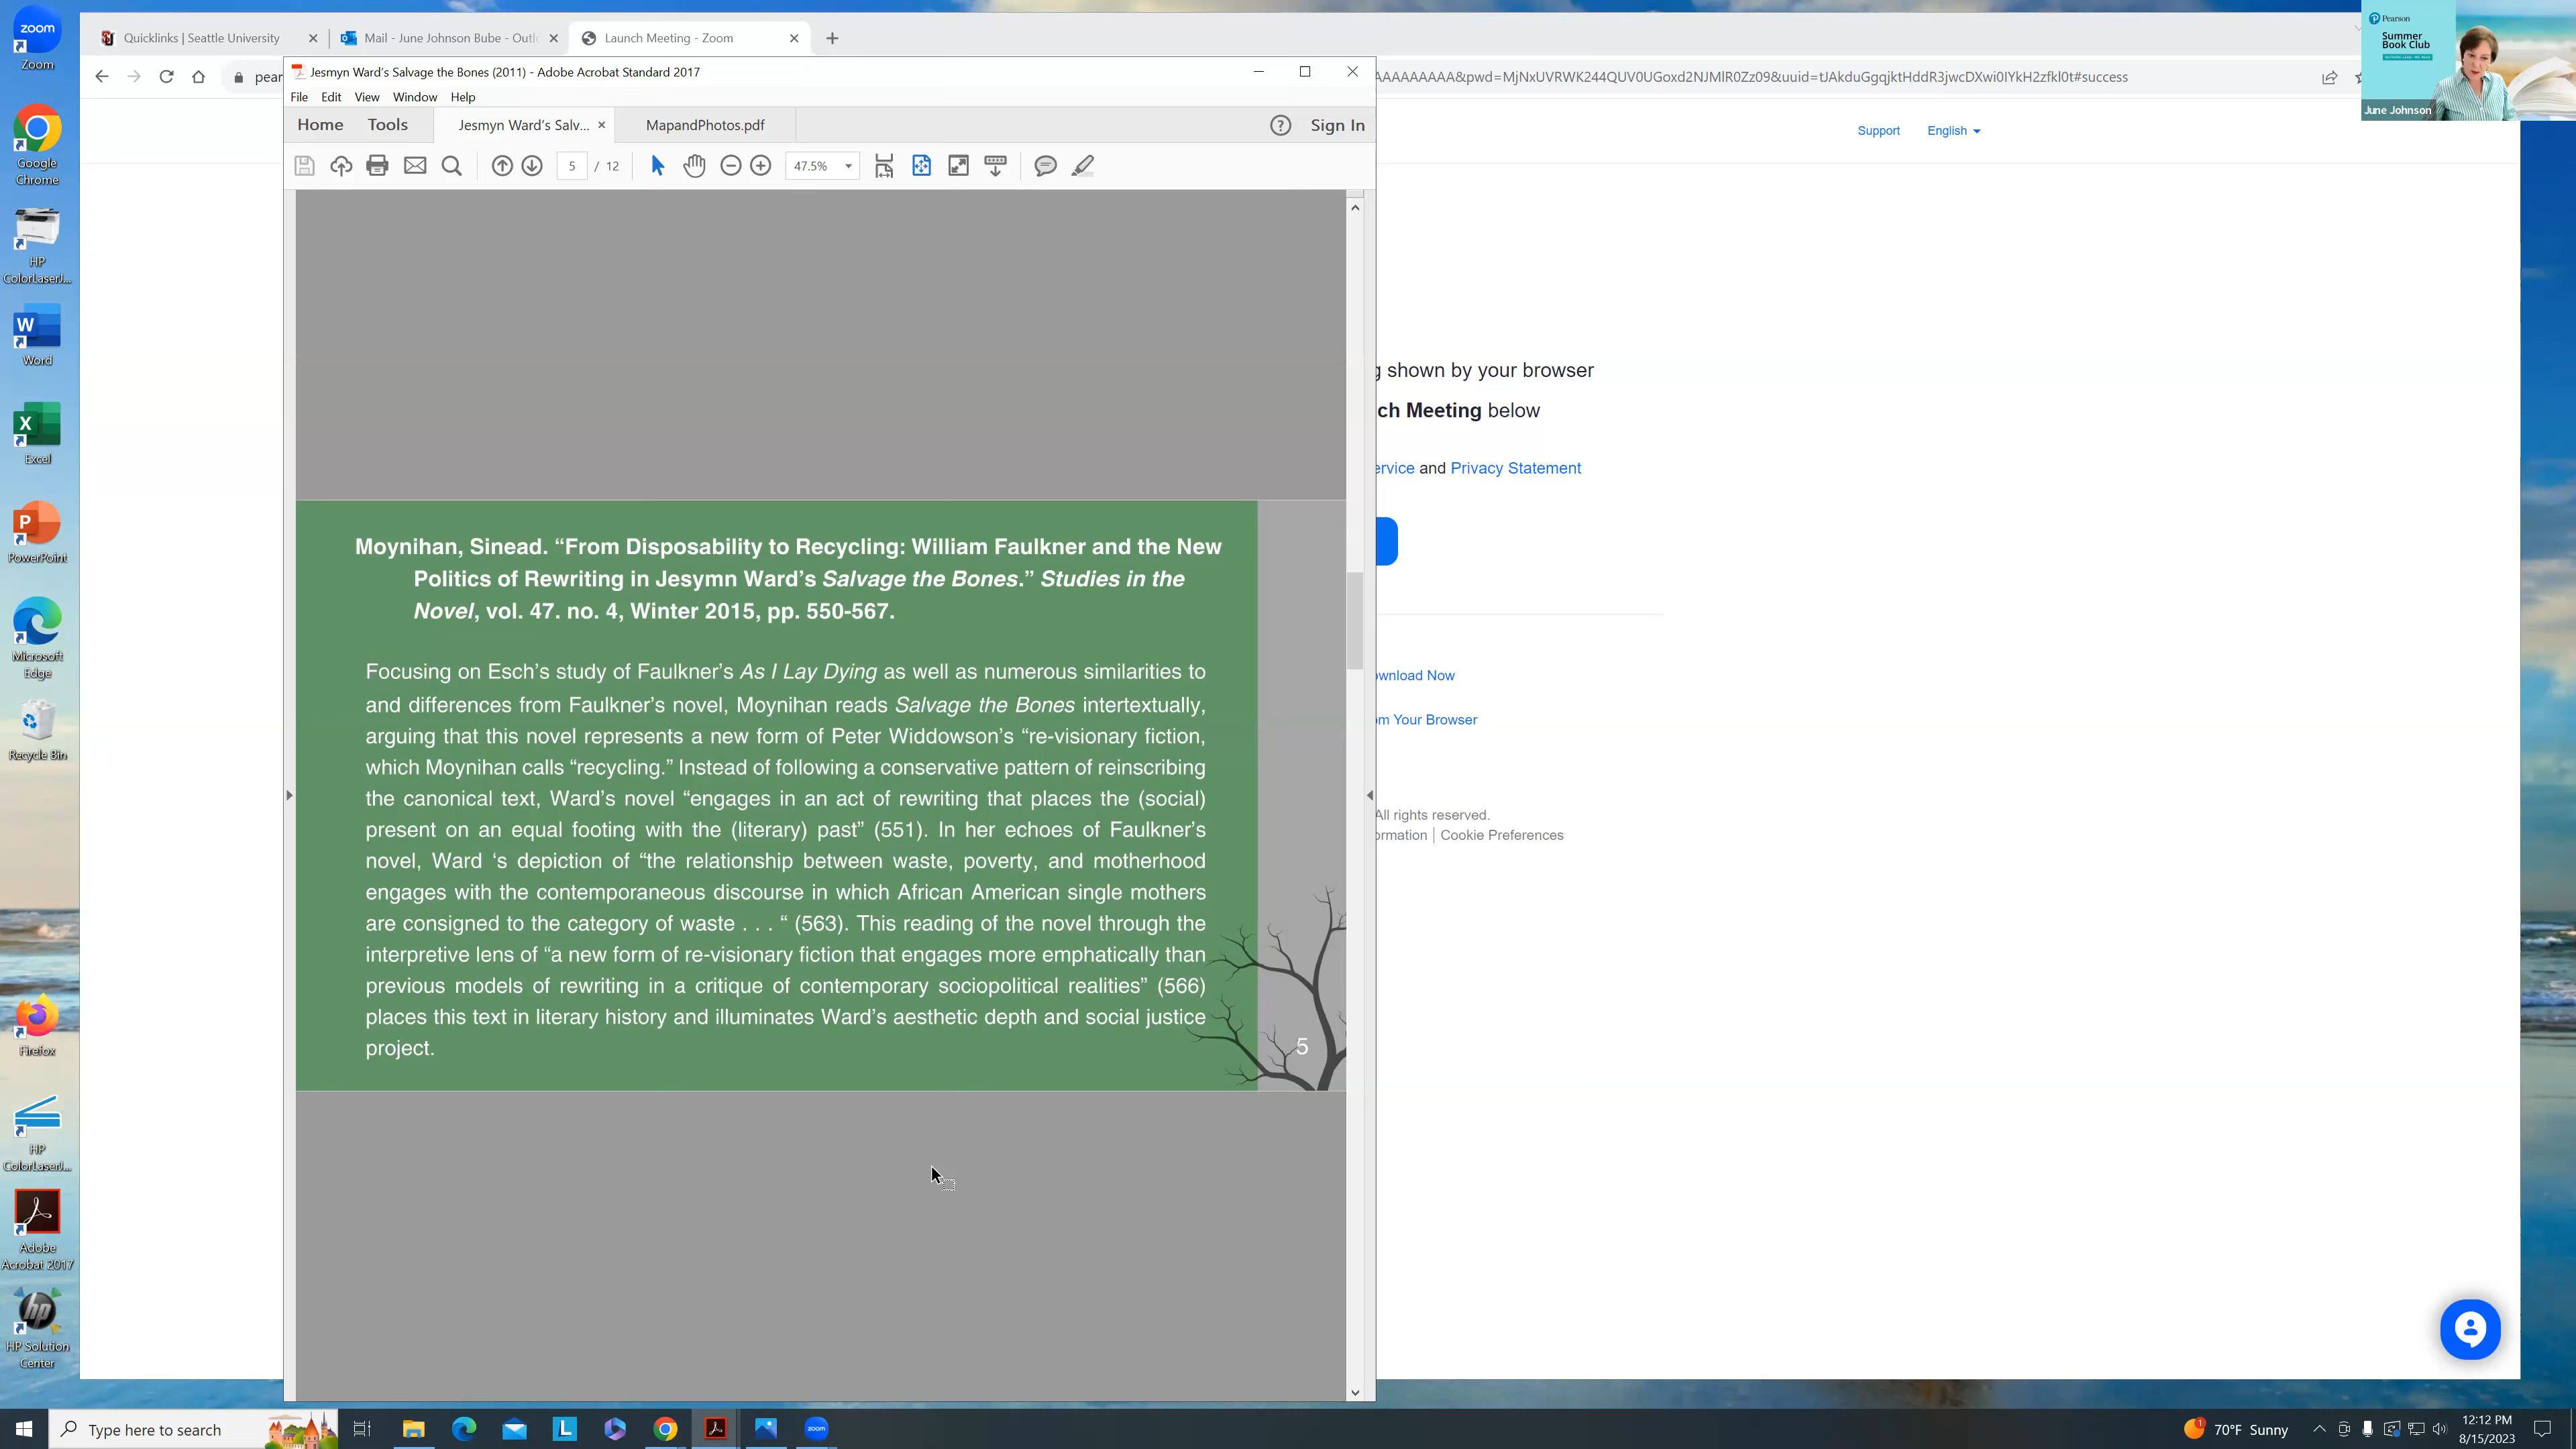 zoom
Zoom
Google
Chrome
HP
ColorLaserJ...
Word
Excel
PowerPoint
Microsoft
Edge
Recycle Bin
Firefox
HP
ColorLaserJ...
Adobe
Acrobat 2017
HP Solution
Center
Quicklinks | Seattle University
Mail - June Johnson Bube - Outl
Launch Meeting - Zoom
pear
AAAAAAAAA&pwd=MjNxUVRWK244QUV0UGoxd2NJMlR0Zz09&uuid=tJAkduGgqjktHddR3jwcDXwi0IYkH2zfkl0t#success
Jesmyn Ward's Salvage the Bones (2011) - Adobe Acrobat Standard 2017
File Edit View Window Help
Home Tools Jesmyn Ward's Salv... MapandPhotos.pdf Sign In
5 / 12 47.5%
Moynihan, Sinead. “From Disposability to Recycling: William Faulkner and the New
Politics of Rewriting in Jesymn Ward’s Salvage the Bones.” Studies in the
Novel, vol. 47. no. 4, Winter 2015, pp. 550-567.
Focusing on Esch’s study of Faulkner’s As I Lay Dying as well as numerous similarities to
and differences from Faulkner’s novel, Moynihan reads Salvage the Bones intertextually,
arguing that this novel represents a new form of Peter Widdowson’s “re-visionary fiction,
which Moynihan calls “recycling.” Instead of following a conservative pattern of reinscribing
the canonical text, Ward’s novel “engages in an act of rewriting that places the (social)
present on an equal footing with the (literary) past” (551). In her echoes of Faulkner’s
novel, Ward ‘s depiction of “the relationship between waste, poverty, and motherhood
engages with the contemporaneous discourse in which African American single mothers
are consigned to the category of waste . . . “ (563). This reading of the novel through the
interpretive lens of “a new form of re-visionary fiction that engages more emphatically than
previous models of rewriting in a critique of contemporary sociopolitical realities” (566)
places this text in literary history and illuminates Ward’s aesthetic depth and social justice
project.
5
Support English
g shown by your browser
ch Meeting below
ervice and Privacy Statement
ownload Now
om Your Browser
All rights reserved.
ormation | Cookie Preferences
Pearson
Summer
Book Club
June Johnson
Type here to search
zoom
70°F Sunny
12:12 PM
8/15/2023